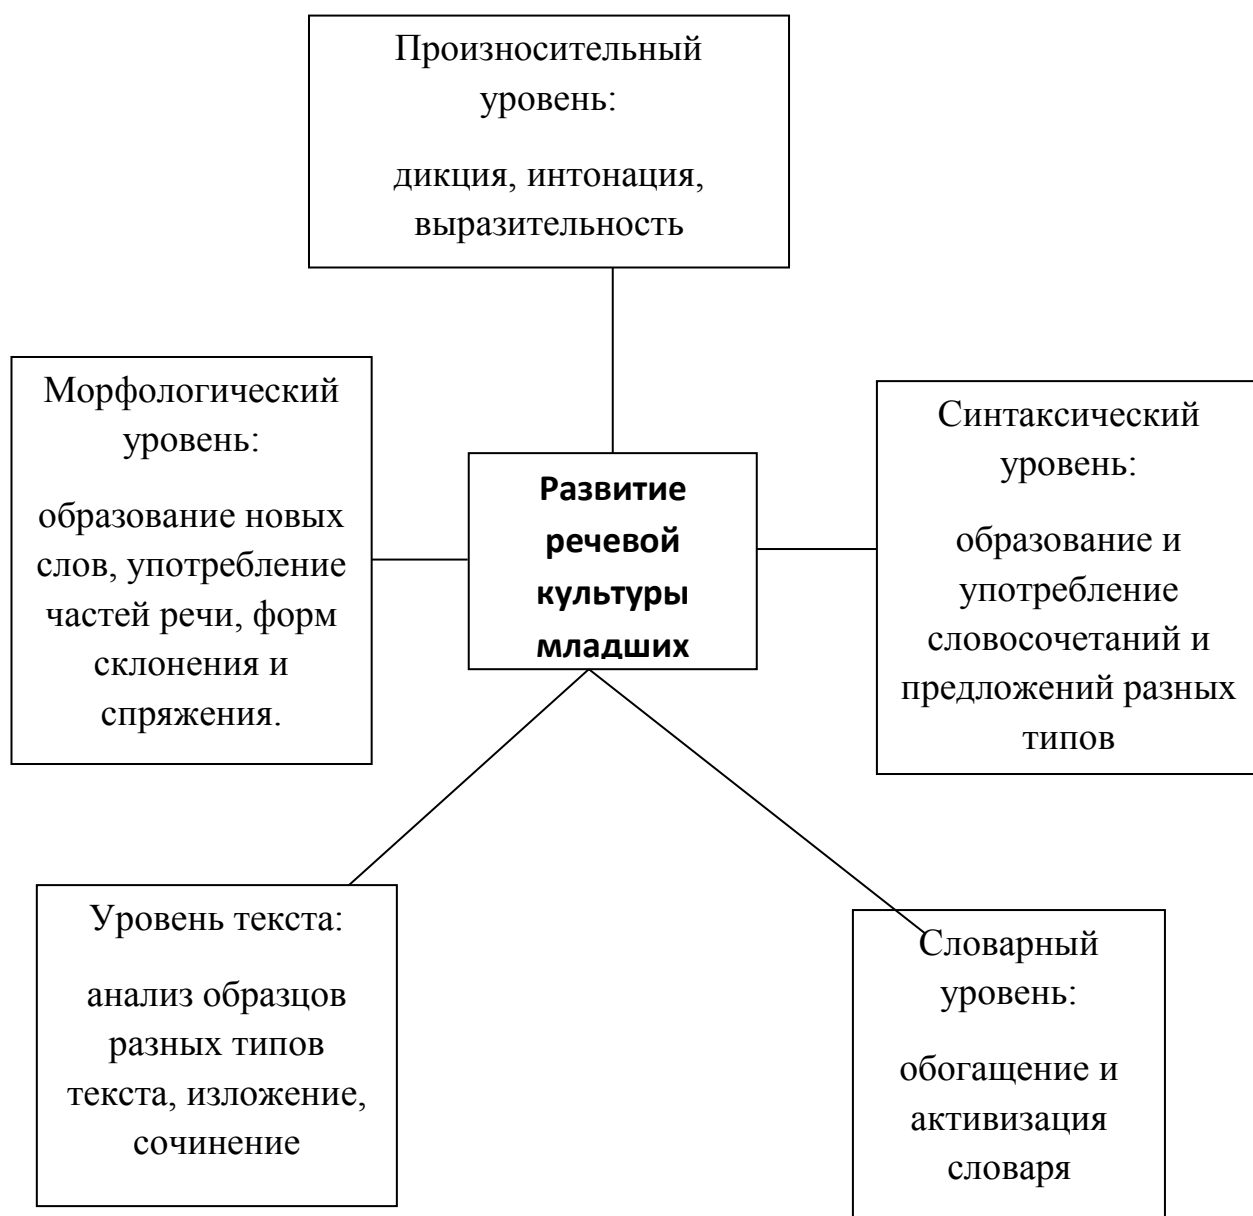 Произносительный
уровень:
дикция, интонация,
выразительность
Морфологический
уровень:
образование новых
слов, употребление
частей речи, форм
склонения и
спряжения.
Развитие
речевой
культуры
младших
Синтаксический
уровень:
образование и
употребление
словосочетаний и
предложений разных
типов
Уровень текста:
анализ образцов
разных типов
текста, изложение,
сочинение
Словарный
уровень:
обогащение и
активизация
словаря